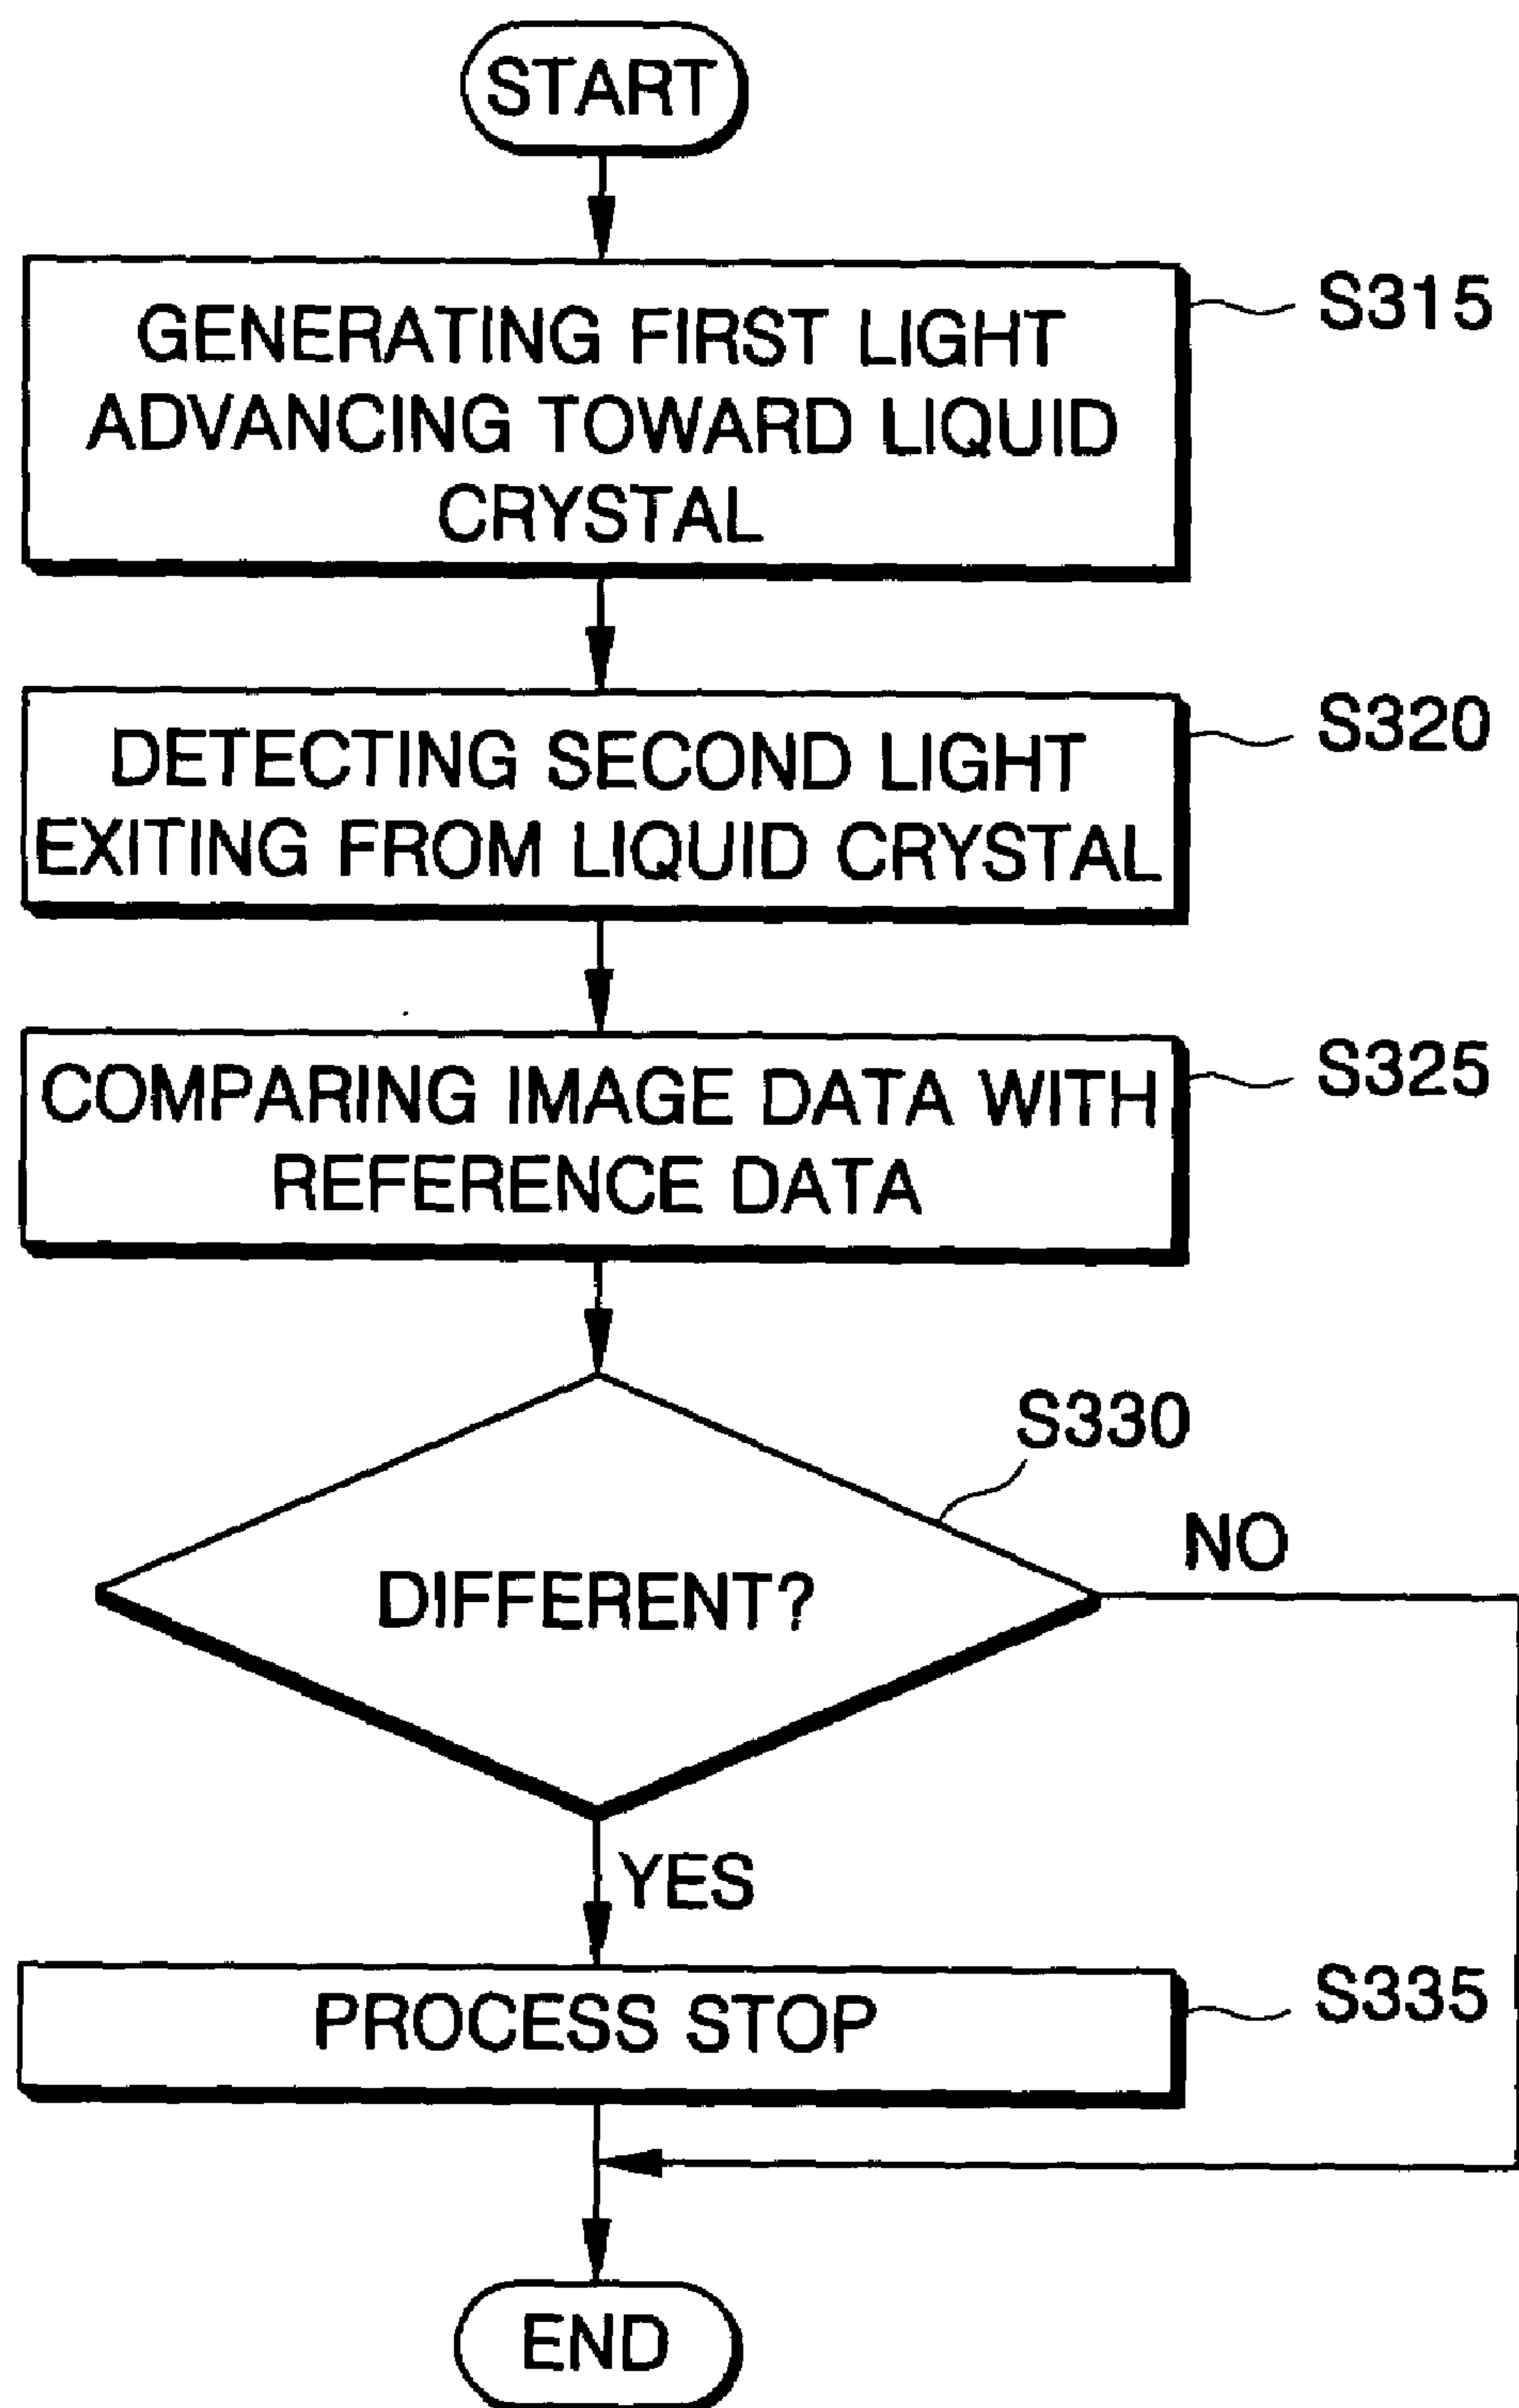 START
GENERATING FIRST LIGHT
ADVANCING TOWARD LIQUID
CRYSTAL
S315
DETECTING SECOND LIGHT
EXITING FROM LIQUID CRYSTAL
S320
COMPARING IMAGE DATA WITH
REFERENCE DATA
S325
S330
DIFFERENT?
NO
YES
PROCESS STOP
S335
END